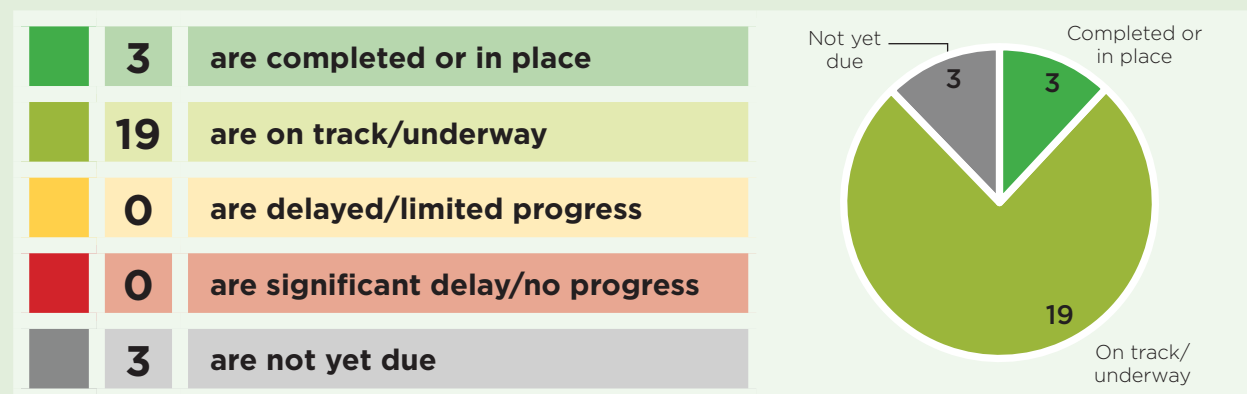 3 are completed or in place
19 are on track/underway
0 are delayed/limited progress
0 are significant delay/no progress
3 are not yet due
Not yet
due
Completed or
in place
3
3
19
On track/
underway